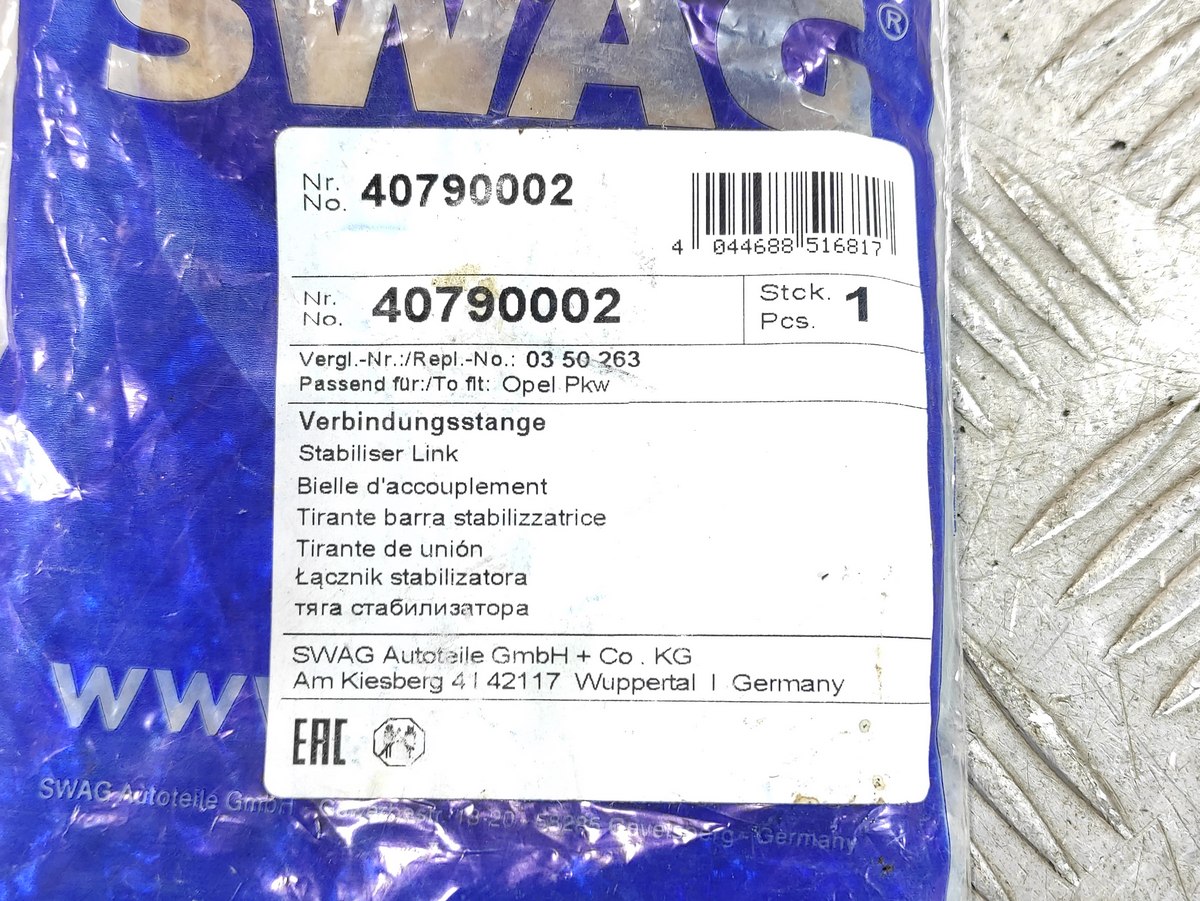 SWAG®
Nr.
No. 40790002
4 044688 516817
Nr.
No. 40790002
Stck.
Pcs. 1
Vergl.-Nr.:/Repl.-No.: 03 50 263
Passend für:/To fit: Opel Pkw
Verbindungsstange
Stabiliser Link
Bielle d'accouplement
Tirante barra stabilizzatrice
Tirante de unión
Łącznik stabilizatora
тяга стабилизатора
SWAG Autoteile GmbH + Co . KG
Am Kiesberg 4 I 42117 Wuppertal I Germany
EAC
www
SWAG Autoteile GmbH - Germany